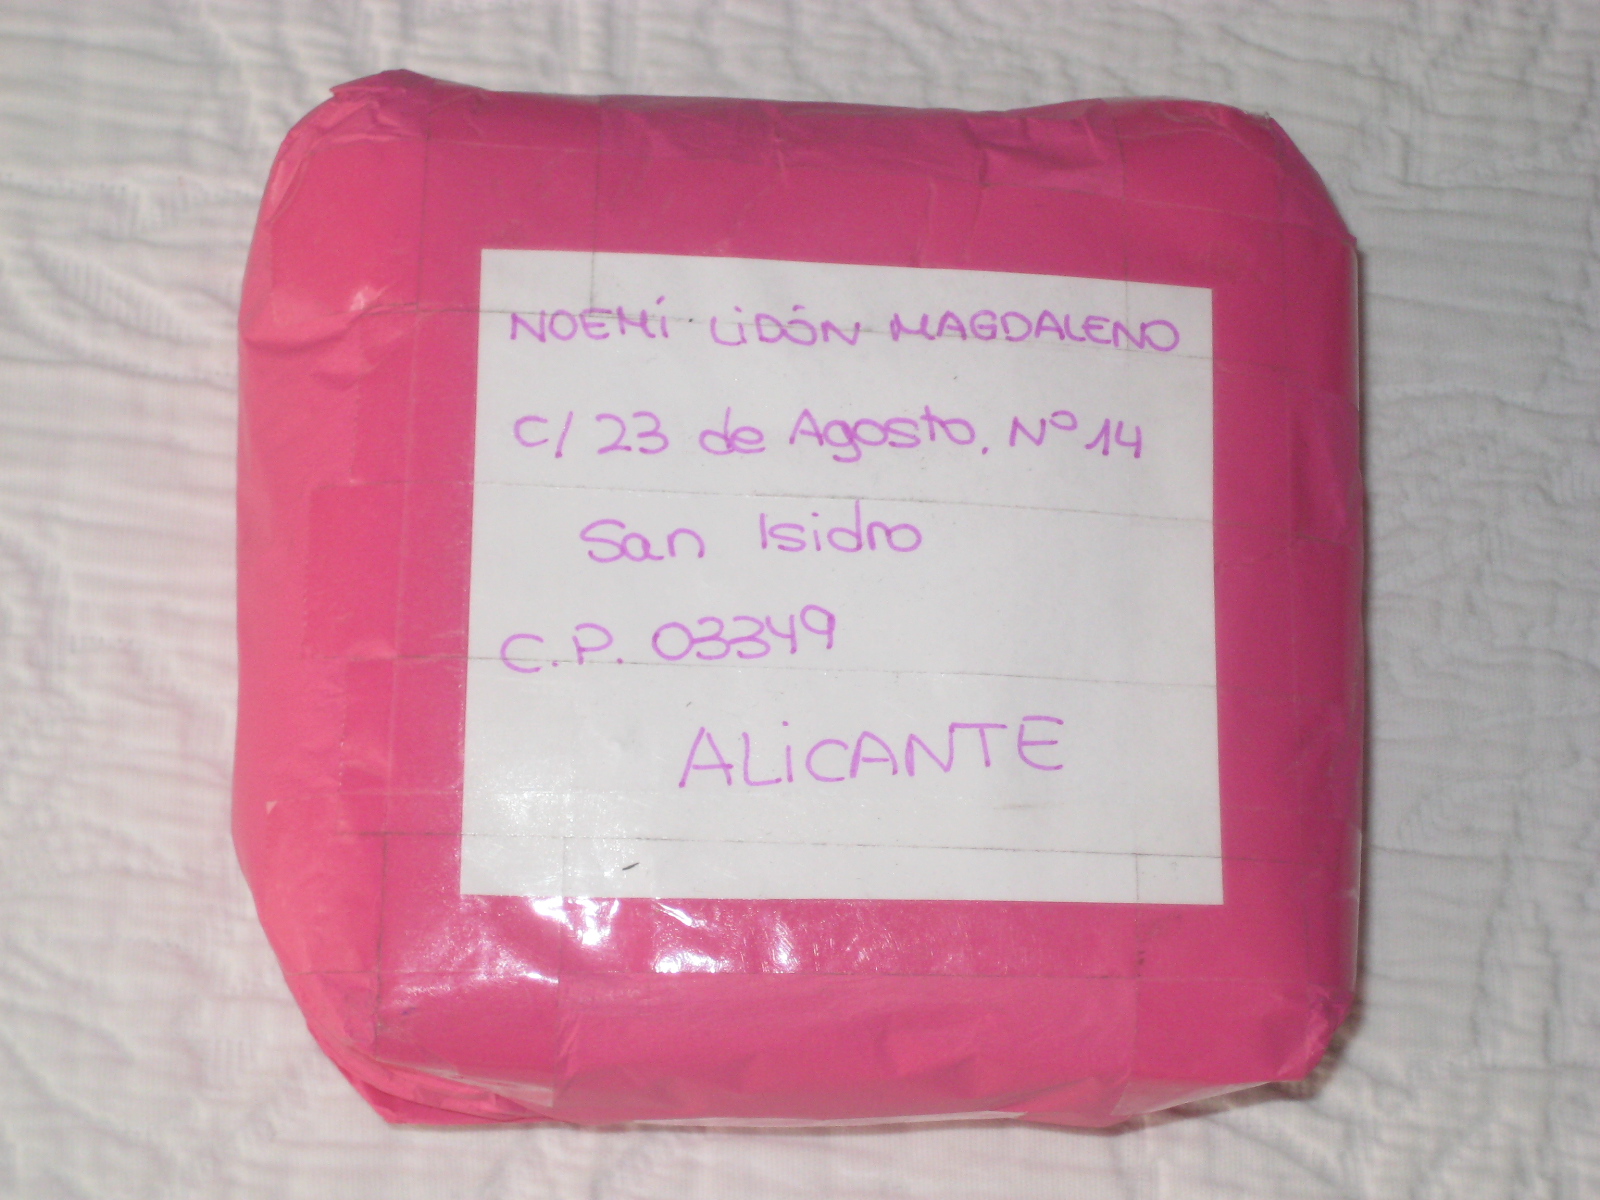 NOEMÍ LIDÓN MAGDALENO
C/ 23 de Agosto, Nº 14
San Isidro
C.P. 03349
ALICANTE